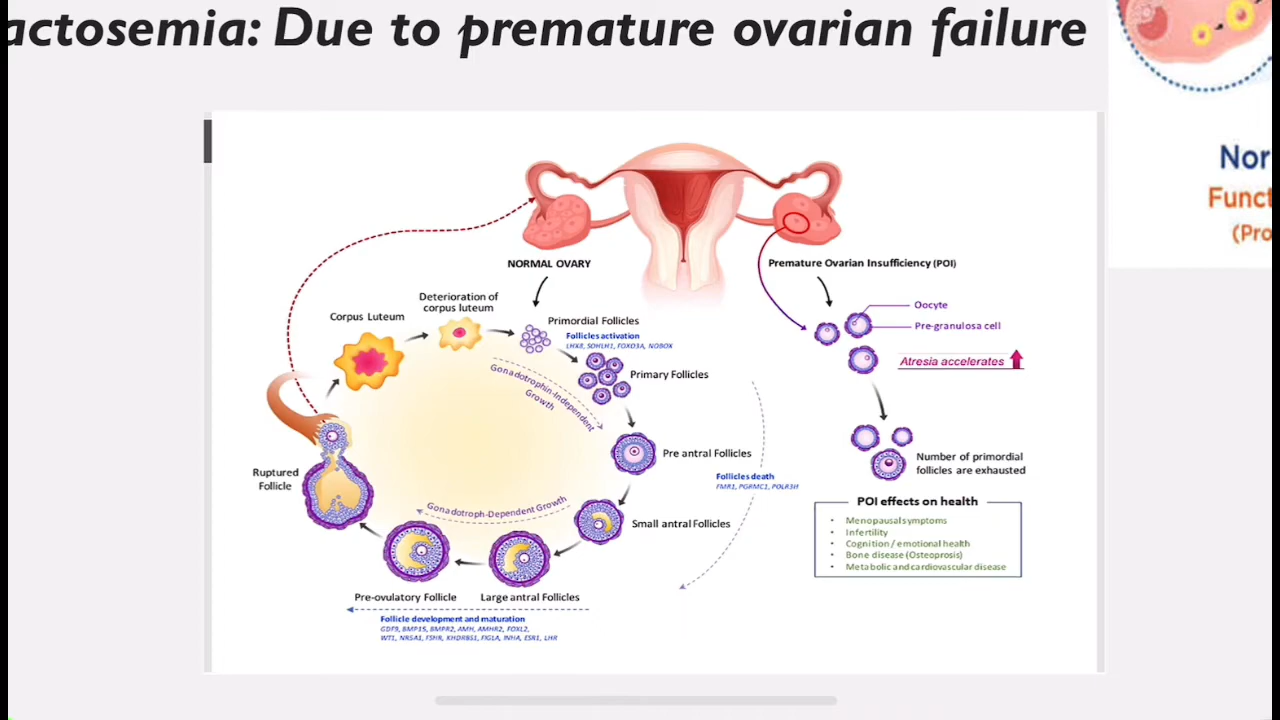 actosemia: Due to premature ovarian failure
Nor
Funct
(Pro
NORMAL OVARY
Premature Ovarian Insufficiency (POI)
Deterioration of
corpus luteum
Corpus Luteum
Primordial Follicles
Follicles activation
LHX8, SOHLH1, FOXO3A, NOBOX
Oocyte
Pre-granulosa cell
Atresia accelerates
Gonadotrophin-Independent
Growth
Primary Follicles
Pre antral Follicles
Number of primordial
follicles are exhausted
Ruptured
Follicle
Follicles death
FMR1, PGRMC1, POLR3H
Gonadotroph-Dependent Growth
Small antral Follicles
POI effects on health
• Menopausal symptoms
• Infertility
• Cognition / emotional health
• Bone disease (Osteoprosis)
• Metabolic and cardiovascular disease
Pre-ovulatory Follicle
Large antral Follicles
Follicle development and maturation
GDF9, BMP15, BMPR2, AMH, AMHR2, FOXL2,
WT1, NR5A1, FSHR, KHDRBS1, FIGLA, INHA, ESR1, LHR